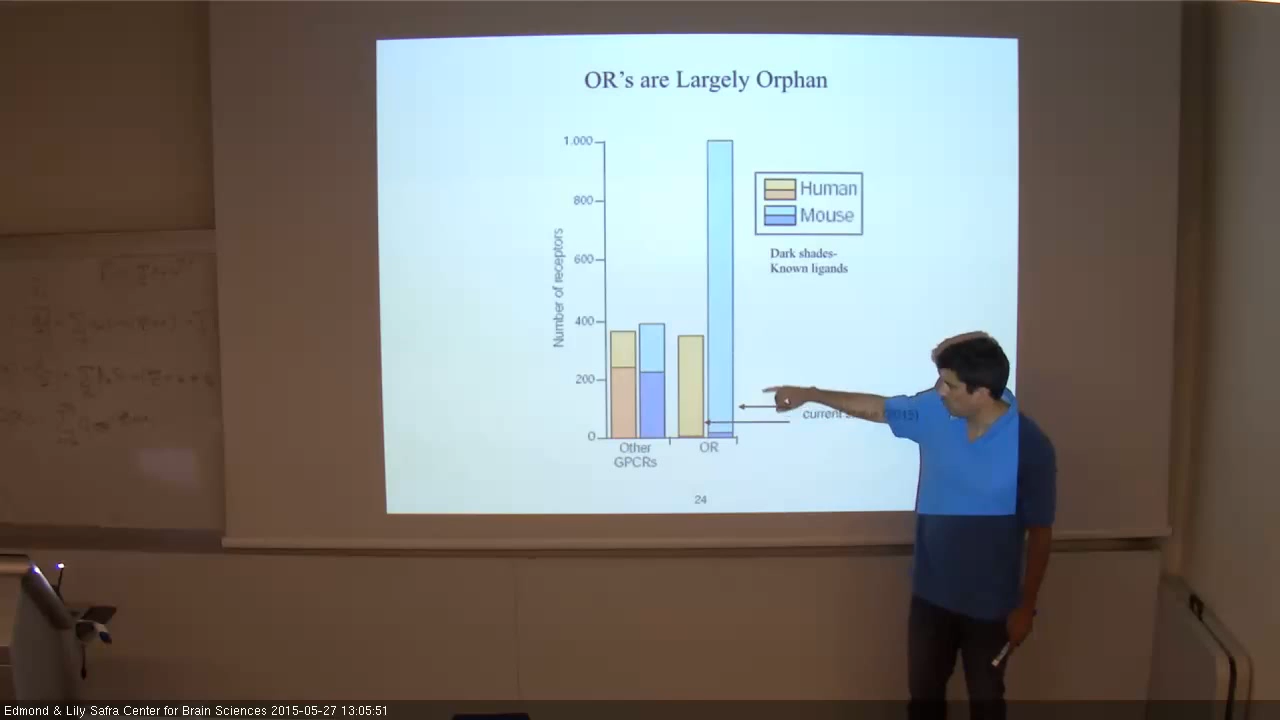 OR's are Largely Orphan
1.000
800
600
400
200
0
Number of receptors
Human
Mouse
Dark shades-
Known ligands
current status (2015)
Other
GPCRs
OR
24
Edmond & Lily Safra Center for Brain Sciences 2015-05-27 13:05:51